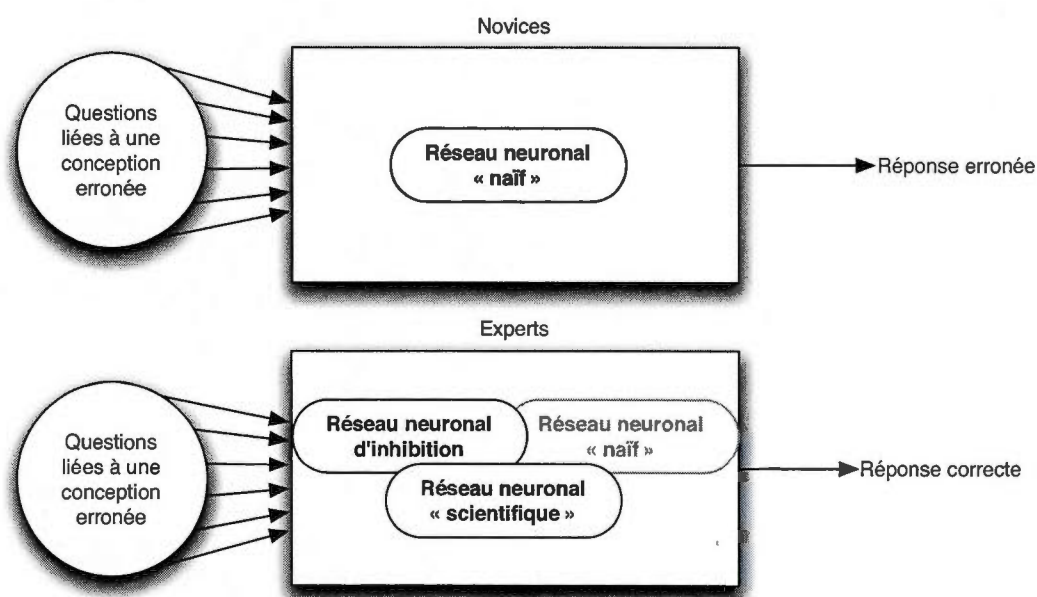 Novices
Questions
liées à une
conception
erronée
Réseau neuronal
« naïf »
Réponse erronée
Experts
Questions
liées à une
conception
erronée
Réseau neuronal
d'inhibition
Réseau neuronal
« naïf »
Réseau neuronal
« scientifique »
Réponse correcte